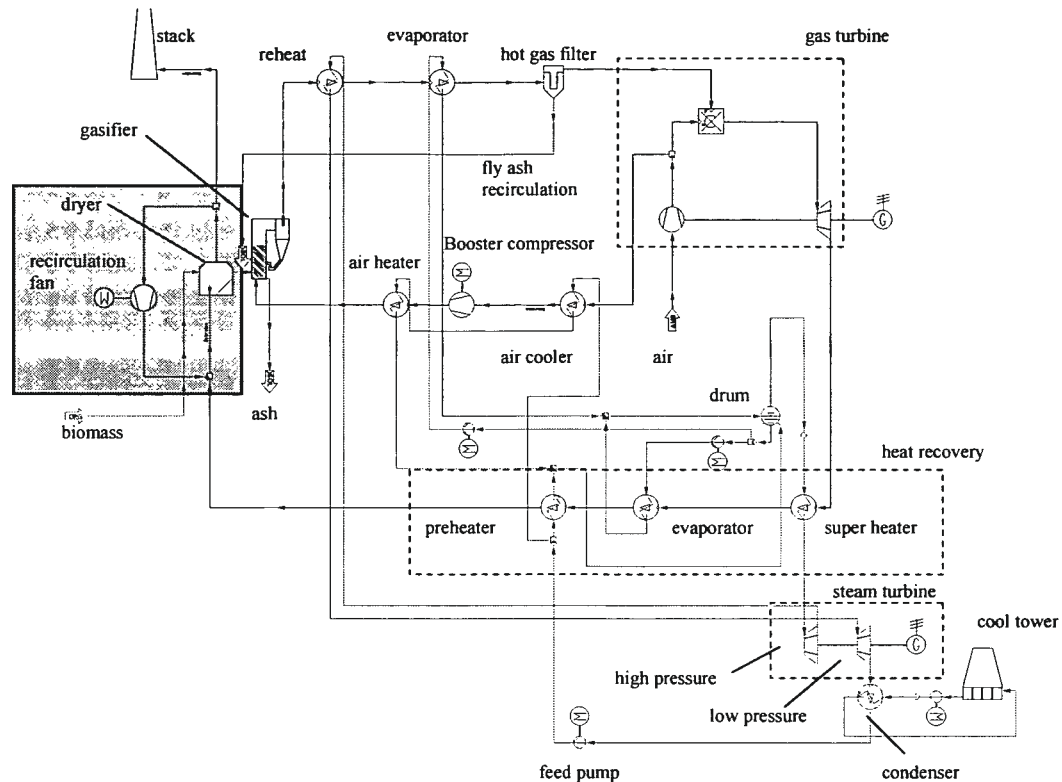 stack
reheat
evaporator
hot gas filter
gas turbine
gasifier
fly ash
recirculation
dryer
G
Booster compressor
recirculation
fan
air heater
M
M
air cooler
air
drum
ash
biomass
M
M
heat recovery
preheater
evaporator
super heater
steam turbine
cool tower
G
high pressure
low pressure
M
M
condenser
feed pump